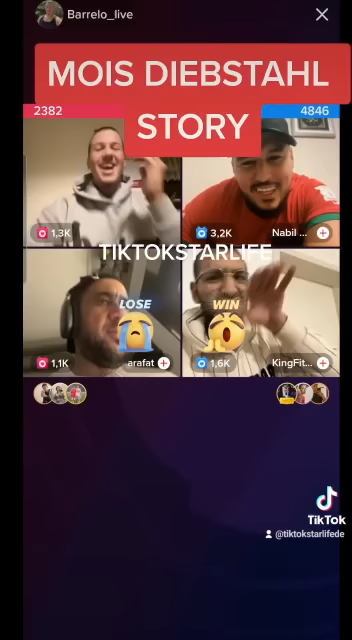 Barrelo_live
MOIS DIEBSTAHL
2382
4846
STORY
1,3K
3,2K
Nabil ...
TIKTOKSTARLIFE
LOSE
WIN
1,1K
arafat
1,6K
KingFit...
TikTok
@tiktokstarlifede